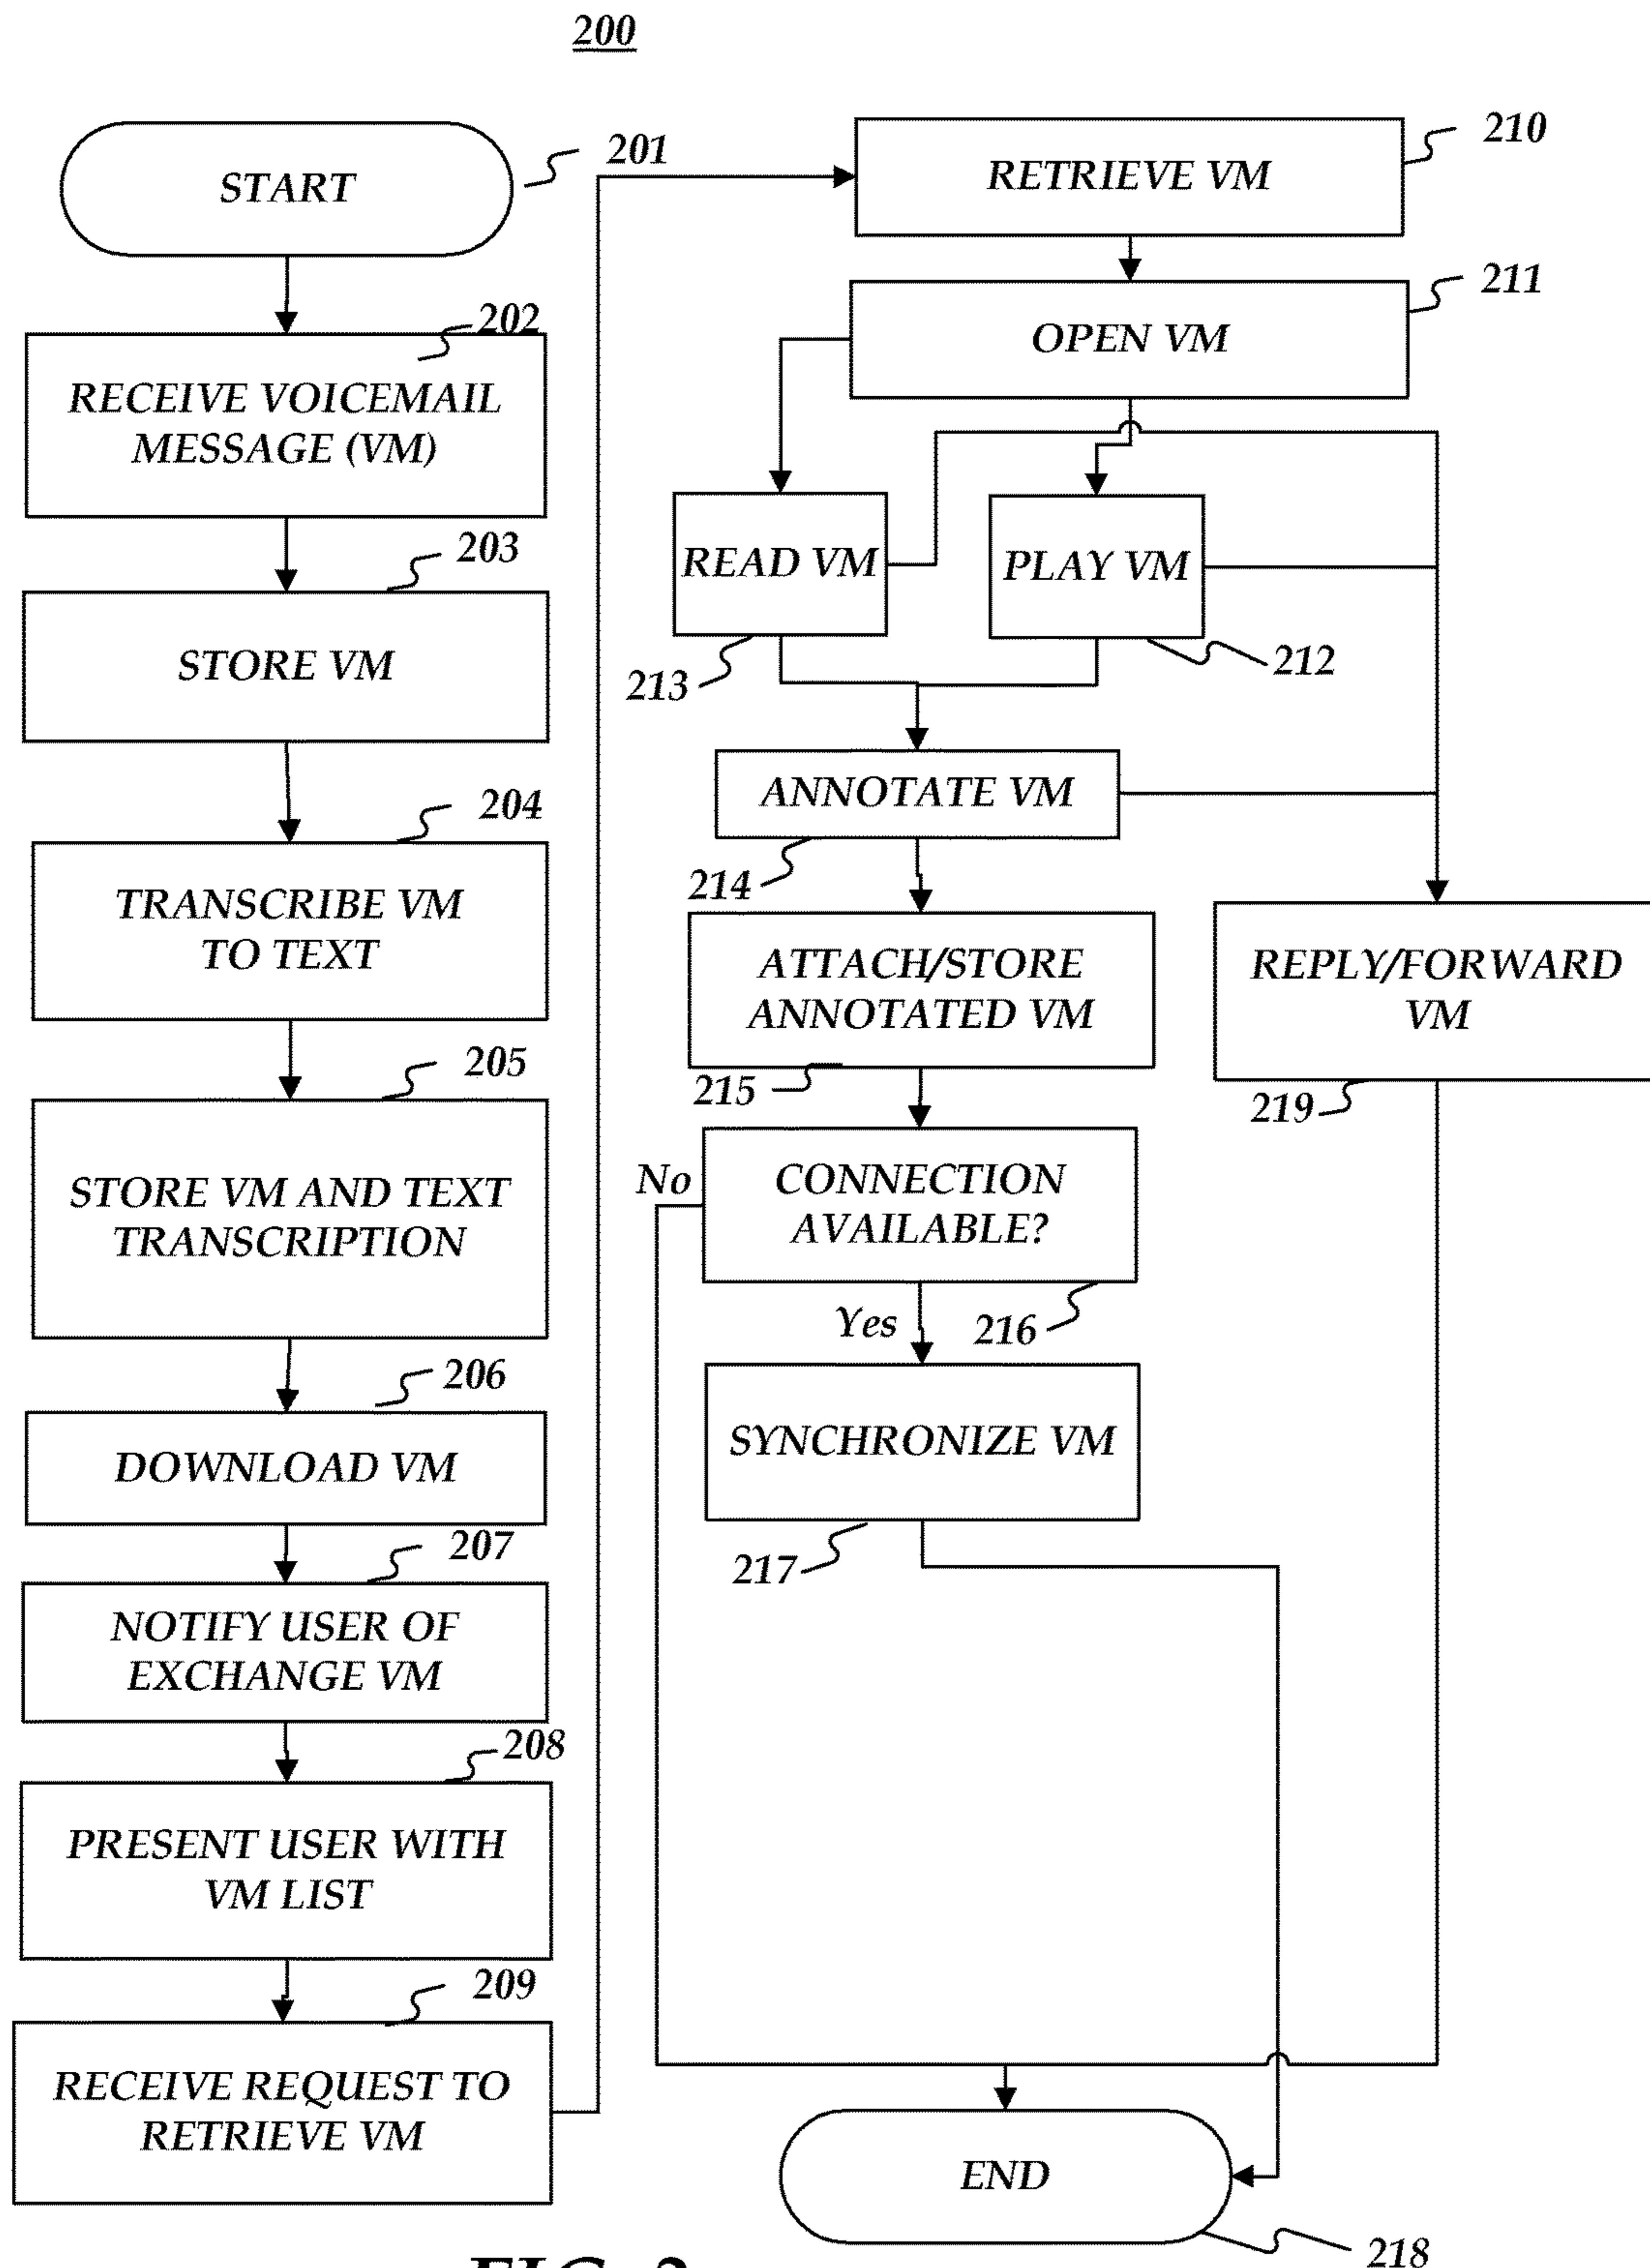 200
START
201
202
RECEIVE VOICEMAIL
MESSAGE (VM)
203
STORE VM
204
TRANSCRIBE VM
TO TEXT
205
STORE VM AND TEXT
TRANSCRIPTION
206
DOWNLOAD VM
207
NOTIFY USER OF
EXCHANGE VM
208
PRESENT USER WITH
VM LIST
209
RECEIVE REQUEST TO
RETRIEVE VM
210
RETRIEVE VM
211
OPEN VM
READ VM
213
PLAY VM
212
ANNOTATE VM
214
ATTACH/STORE
ANNOTATED VM
215
REPLY/FORWARD
VM
219
No
CONNECTION
AVAILABLE?
Yes
216
SYNCHRONIZE VM
217
END
218